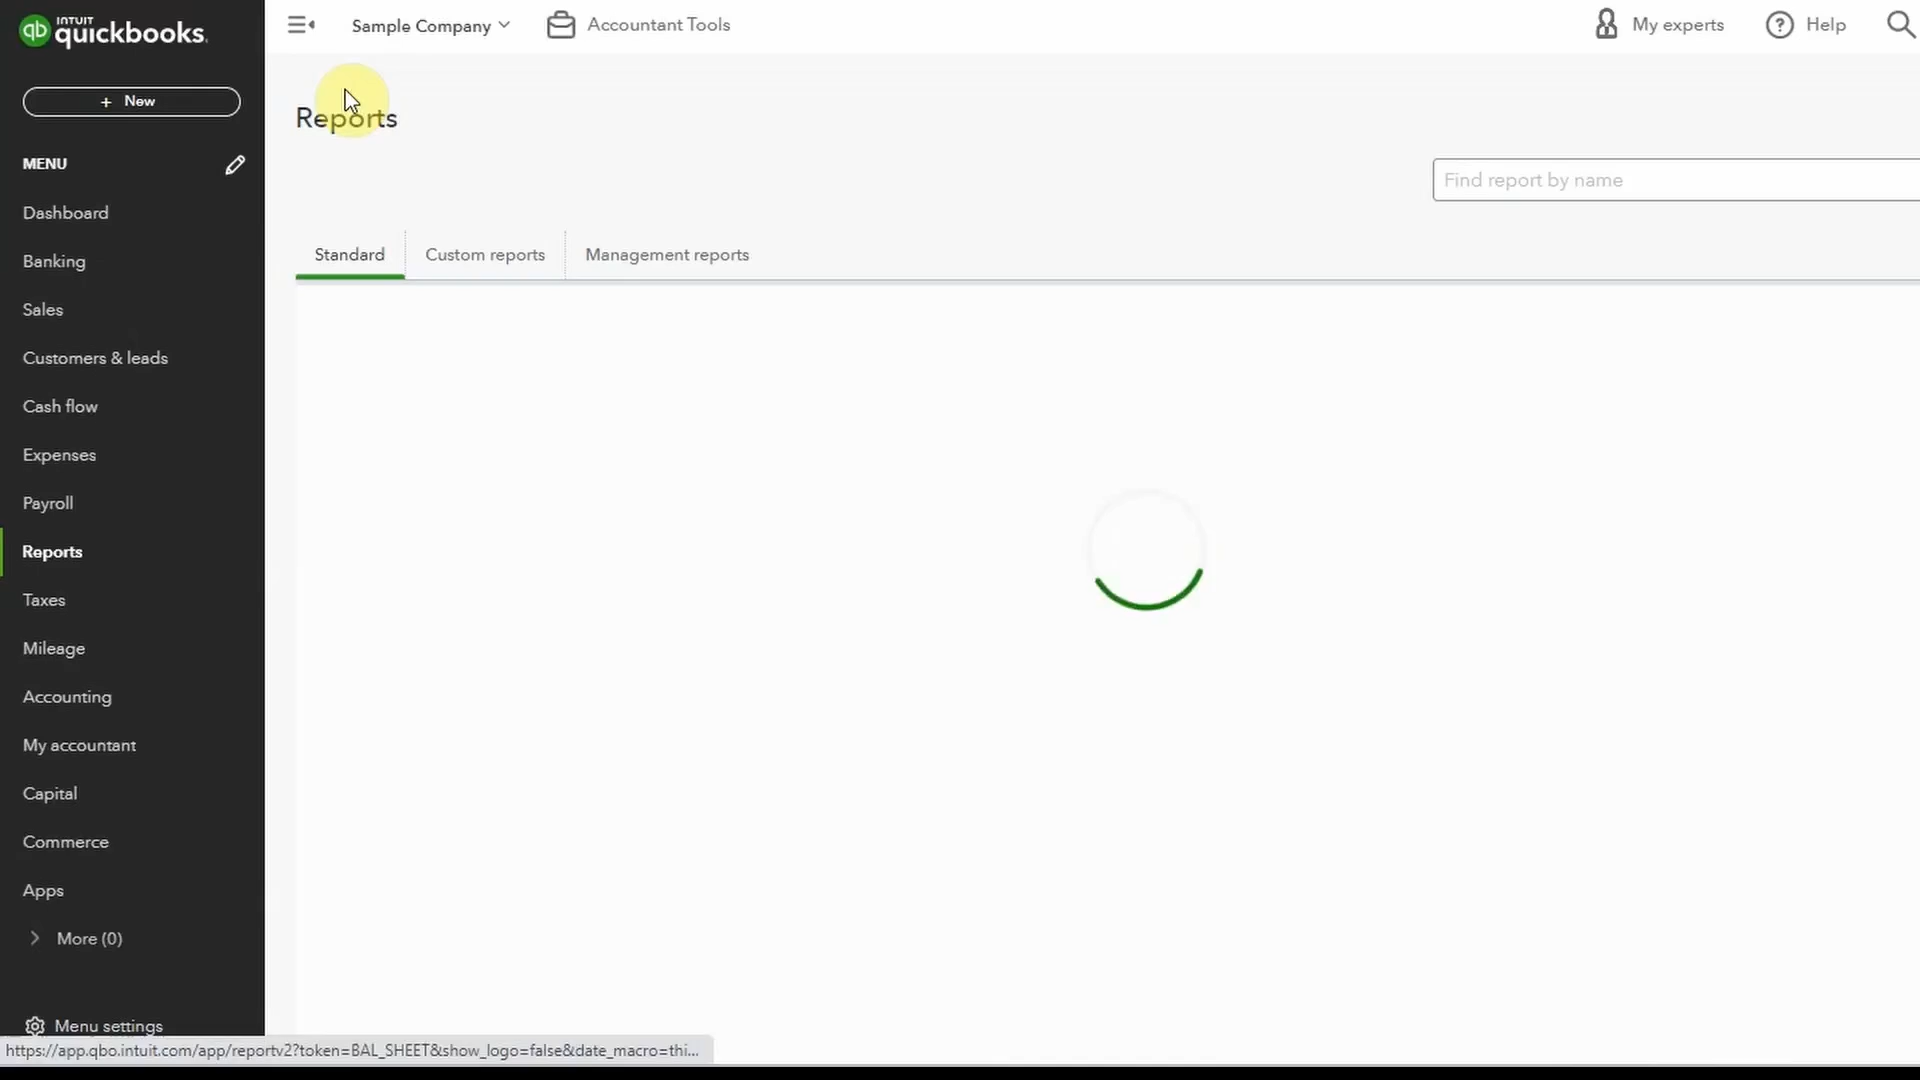 INTUIT
qb quickbooks.
Sample Company
Accountant Tools
My experts
Help
+ New
Reports
MENU
Find report by name
Dashboard
Standard
Custom reports
Management reports
Banking
Sales
Customers & leads
Cash flow
Expenses
Payroll
Reports
Taxes
Mileage
Accounting
My accountant
Capital
Commerce
Apps
More (0)
Menu settings
https://app.qbo.intuit.com/app/reportv2?token=BAL_SHEET&show_logo=false&date_macro=thi...